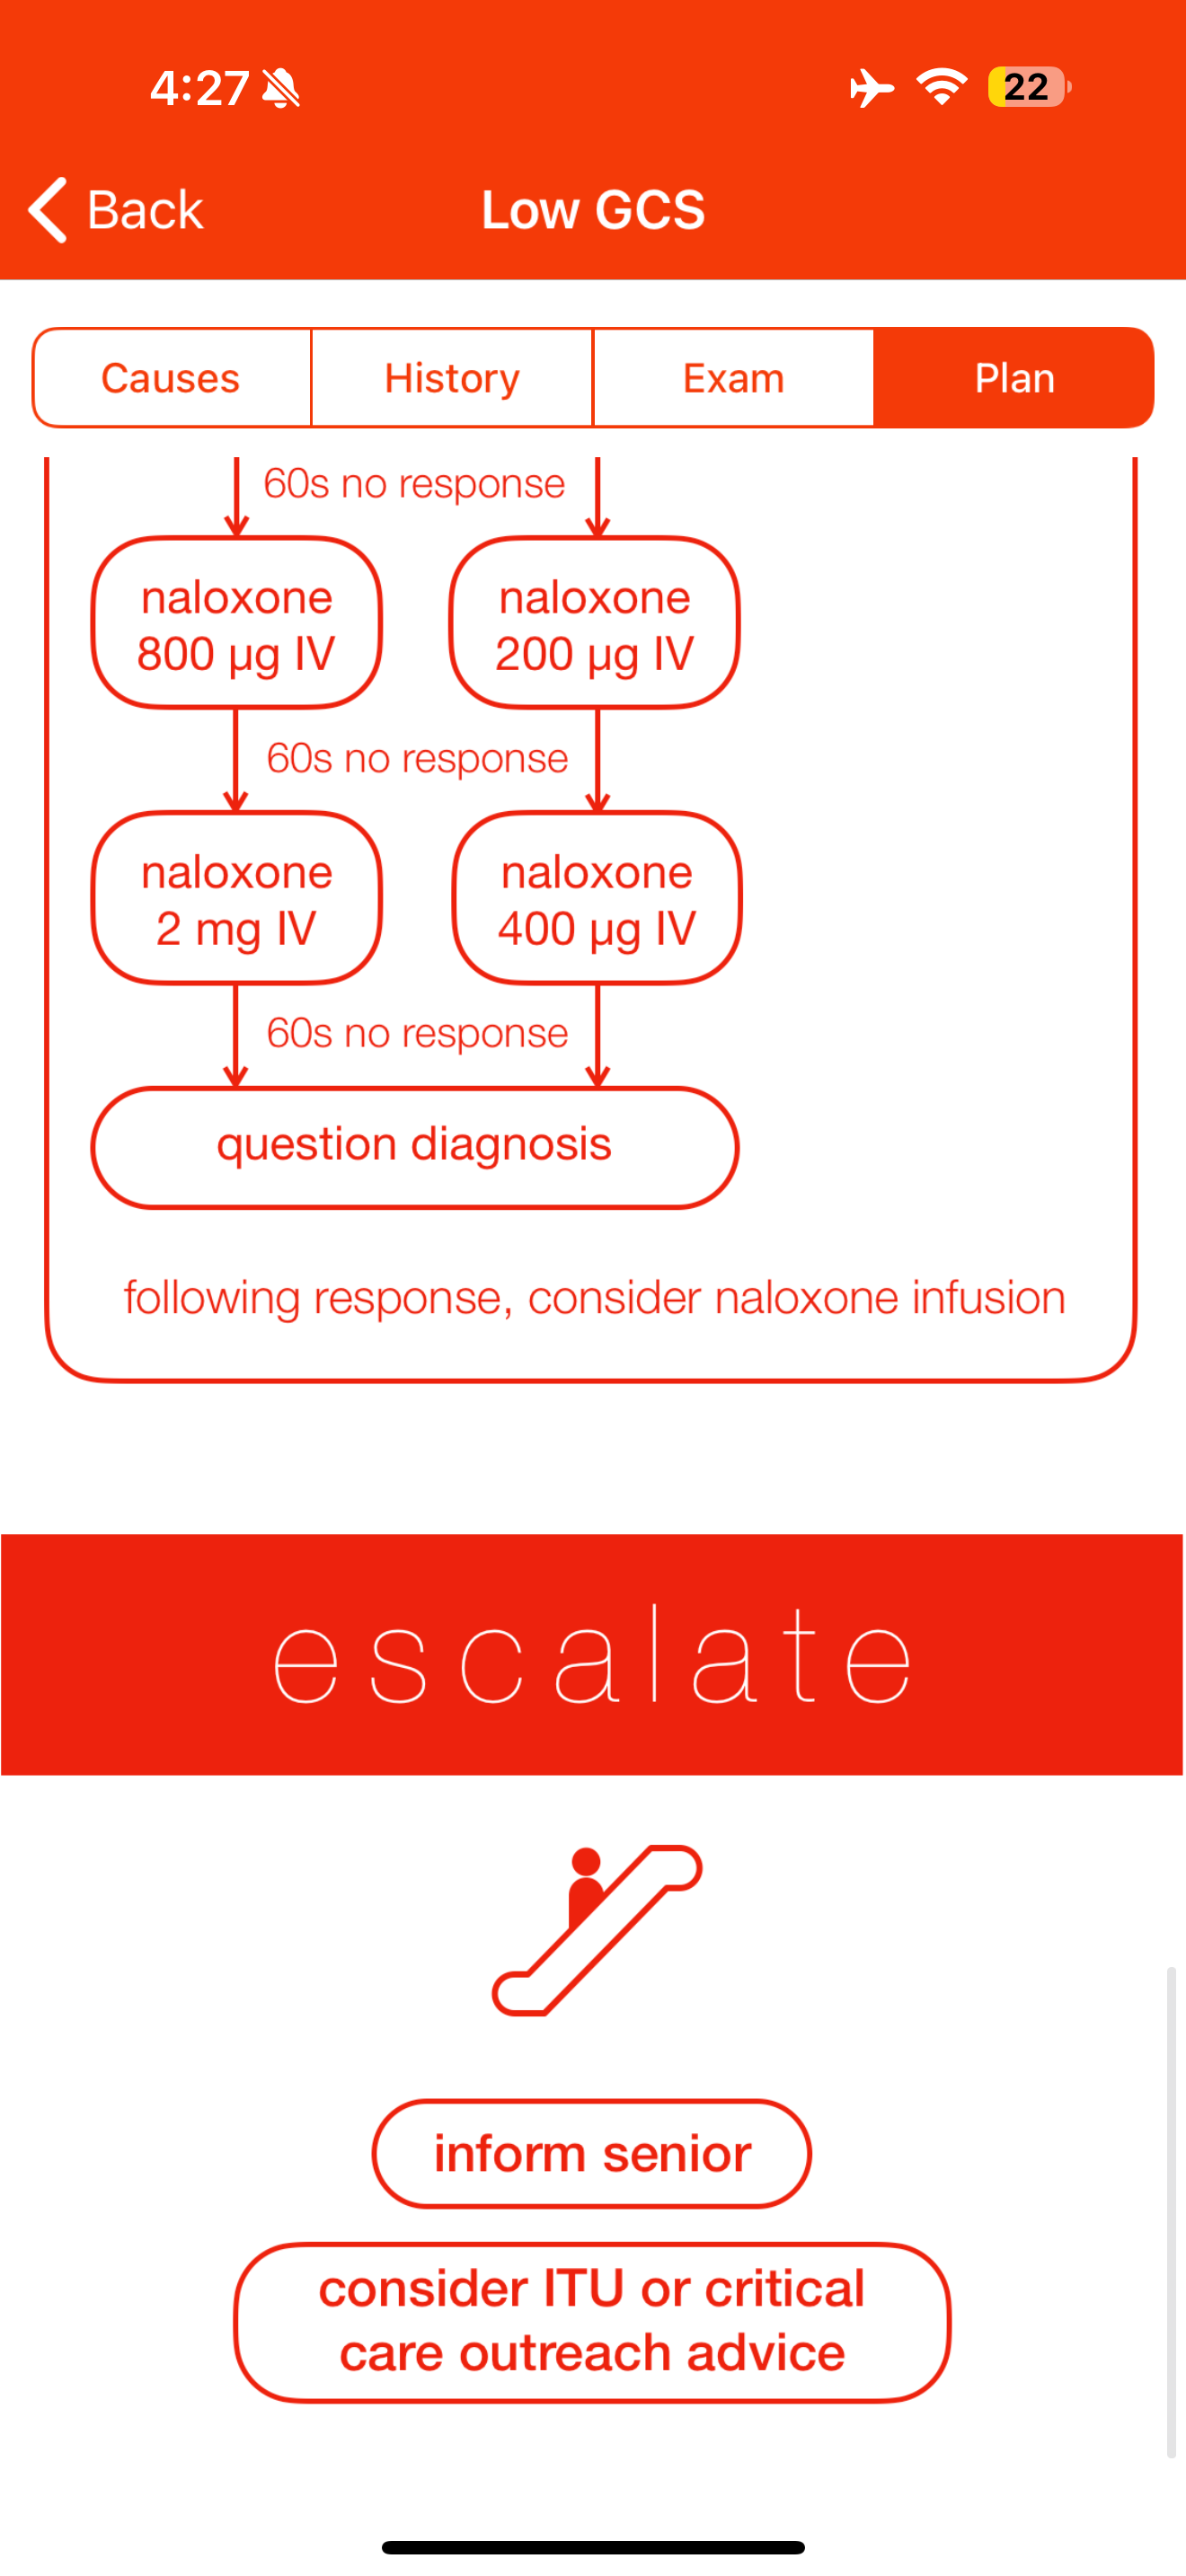 4:27
22
Back
Low GCS
Causes
History
Exam
Plan
60s no response
naloxone
800 µg IV
naloxone
200 µg IV
60s no response
naloxone
2 mg IV
naloxone
400 µg IV
60s no response
question diagnosis
following response, consider naloxone infusion
escalate
inform senior
consider ITU or critical
care outreach advice